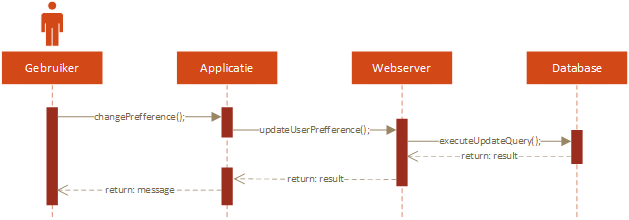 Gebruiker
Applicatie
Webserver
Database
changePrefference();
updateUserPrefference();
executeUpdateQuery();
return: result
return: result
return: message